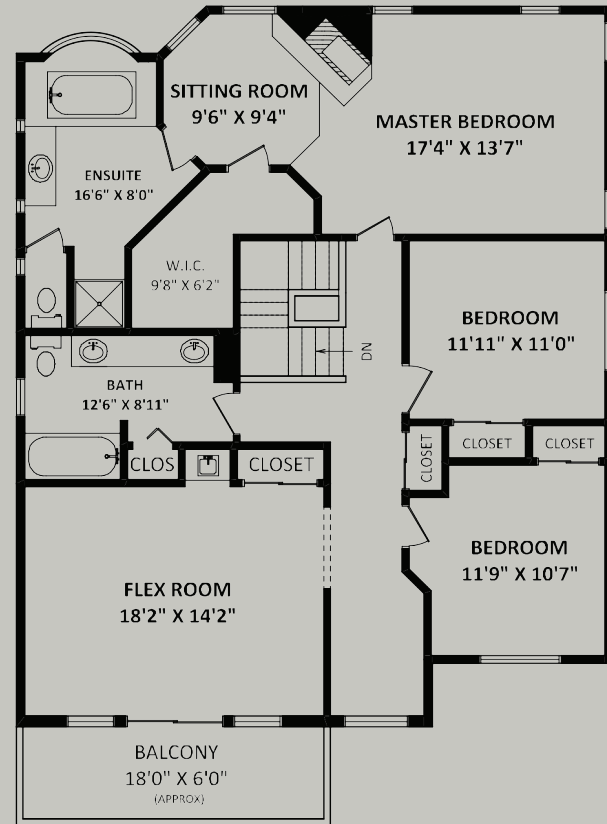 SITTING ROOM
9'6" X 9'4"
MASTER BEDROOM
17'4" X 13'7"
ENSUITE
16'6" X 8'0"
W.I.C.
9'8" X 6'2"
BEDROOM
11'11" X 11'0"
DN
BATH
12'6" X 8'11"
CLOS
CLOSET
CLOSET
CLOSET
CLOSET
BEDROOM
11'9" X 10'7"
FLEX ROOM
18'2" X 14'2"
BALCONY
18'0" X 6'0"
(APPROX)